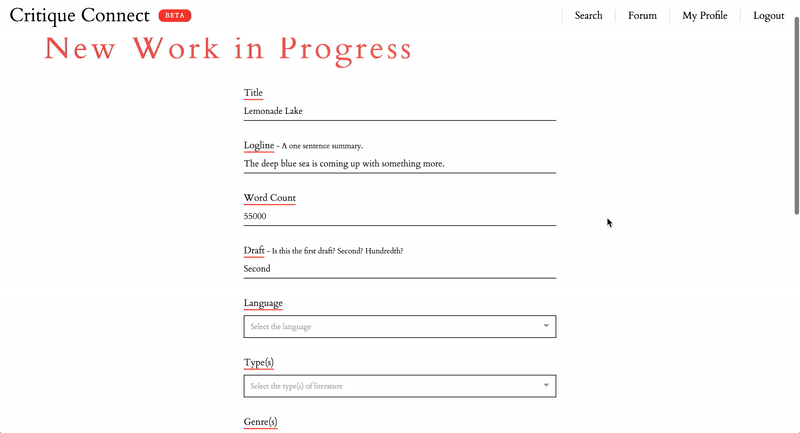 Critique Connect BETA Search Forum My Profile Logout
New Work in Progress
Title
Lemonade Lake
Logline - A one sentence summary.
The deep blue sea is coming up with something more.
Word Count
55000
Draft - Is this the first draft? Second? Hundredth?
Second
Language
Select the language
Type(s)
Select the type(s) of literature
Genre(s)